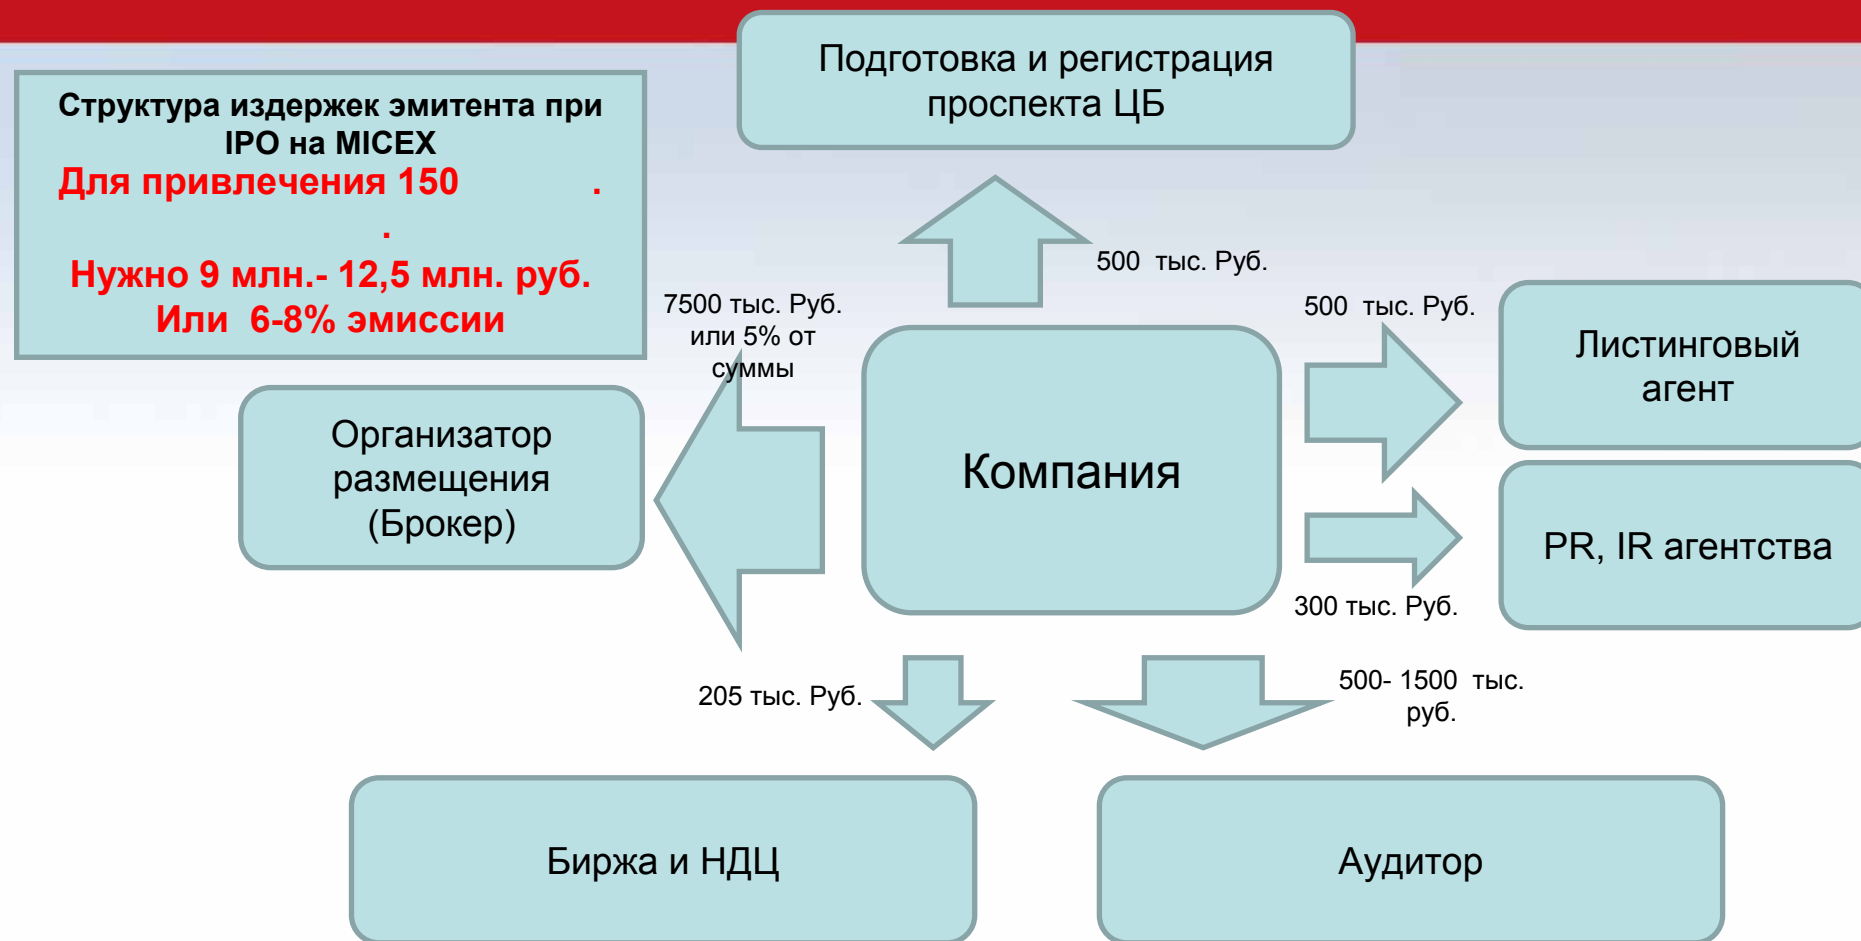 Подготовка и регистрация
проспекта ЦБ
Структура издержек эмитента при
IPO на MICEX
Для привлечения 150 .
.
Нужно 9 млн.- 12,5 млн. руб.
Или 6-8% эмиссии
500 тыс. Руб.
7500 тыс. Руб.
или 5% от
суммы
500 тыс. Руб.
Листинговый
агент
Организатор
размещения
(Брокер)
Компания
PR, IR агентства
300 тыс. Руб.
205 тыс. Руб.
500- 1500 тыс.
руб.
Биржа и НДЦ
Аудитор